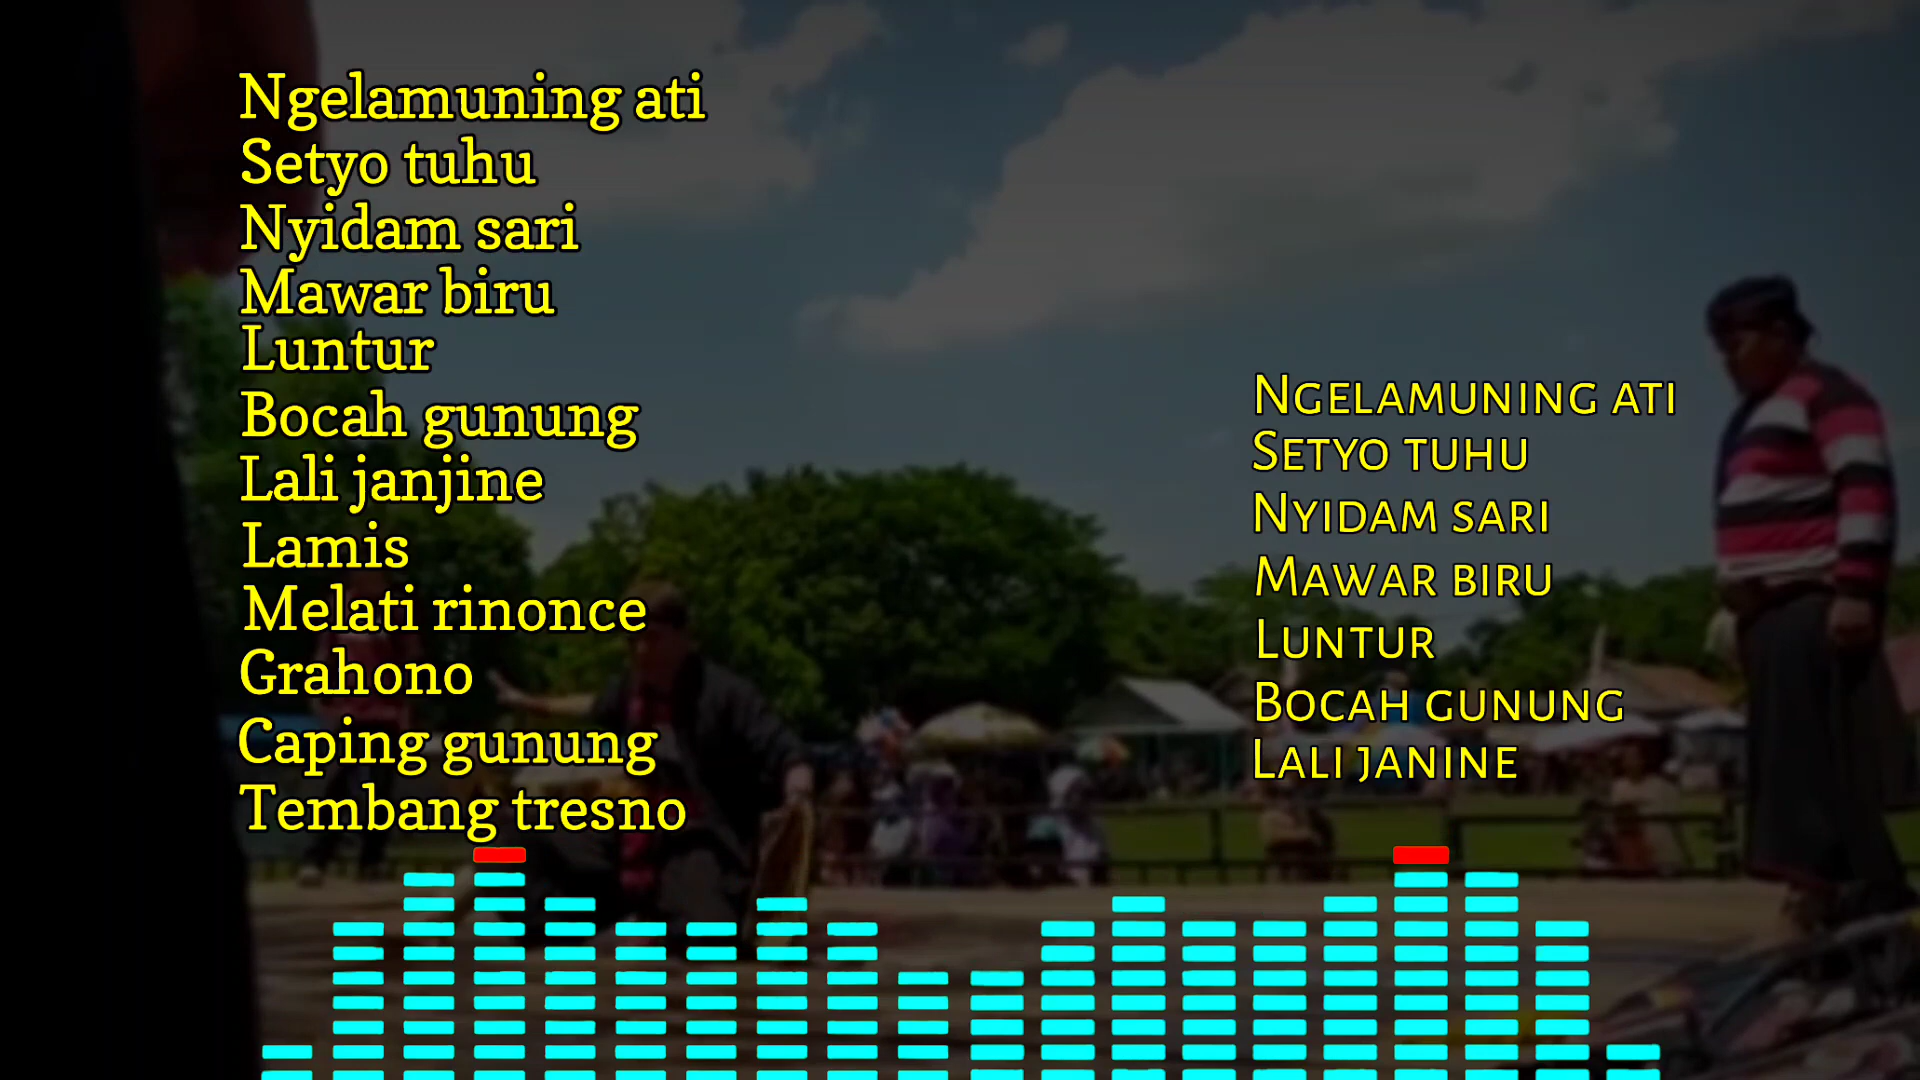 Ngelamuning ati
Setyo tuhu
Nyidam sari
Mawar biru
Luntur
Bocah gunung
Lali janjine
Lamis
Melati rinonce
Grahono
Caping gunung
Tembang tresno
Ngelamuning ati
Setyo tuhu
Nyidam sari
Mawar biru
Luntur
Bocah gunung
Lali janine